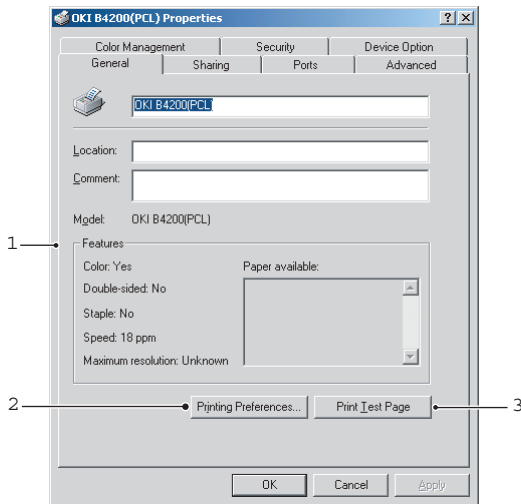 OKI B4200(PCL) Properties
Color Management Security Device Option
General Sharing Ports Advanced
OKI B4200(PCL)
Location:
Comment:
Model: OKI B4200(PCL)
1
Features
Color: Yes Paper available:
Double-sided: No
Staple: No
Speed: 18 ppm
Maximum resolution: Unknown
2 Printing Preferences... Print Test Page 3
OK Cancel Apply